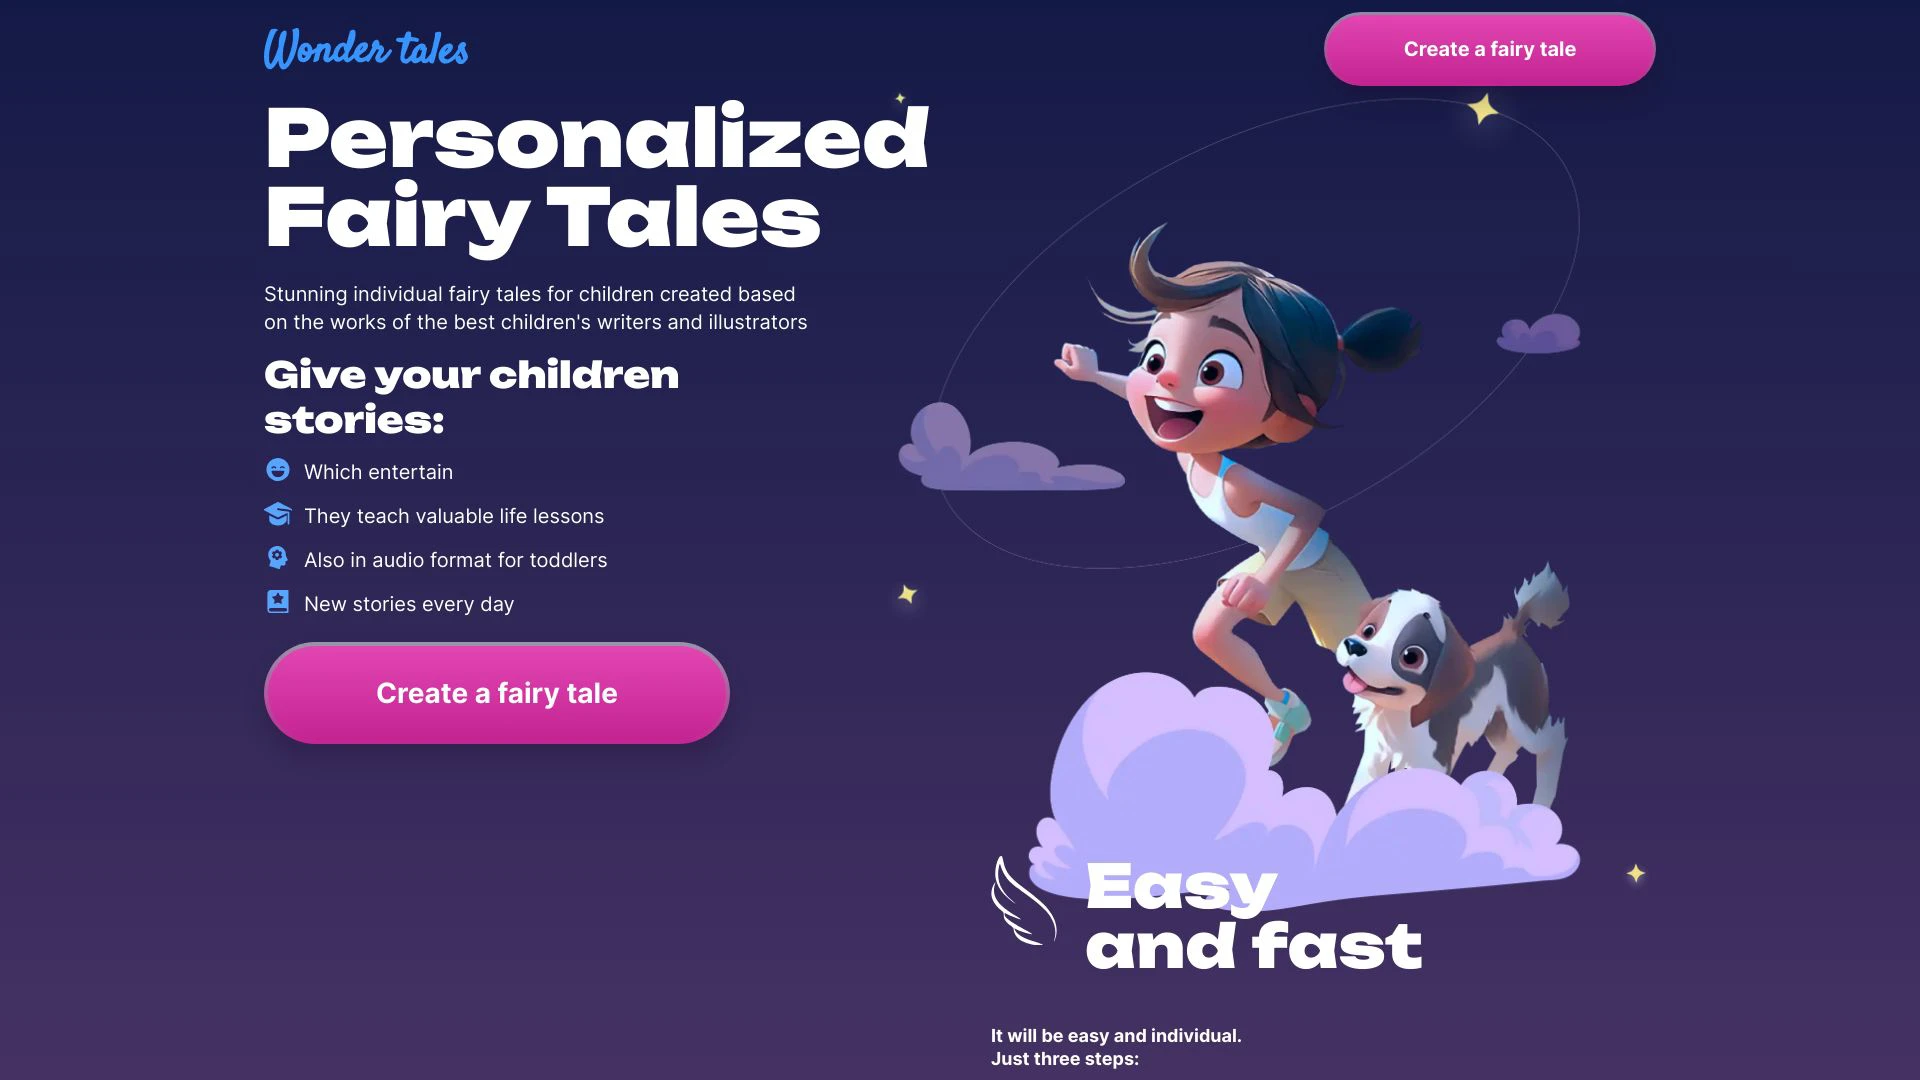 Wonder tales
Create a fairy tale
Personalized
Fairy Tales
Stunning individual fairy tales for children created based
on the works of the best children's writers and illustrators
Give your children
stories:
Which entertain
They teach valuable life lessons
Also in audio format for toddlers
New stories every day
Create a fairy tale
Easy
and fast
It will be easy and individual.
Just three steps: